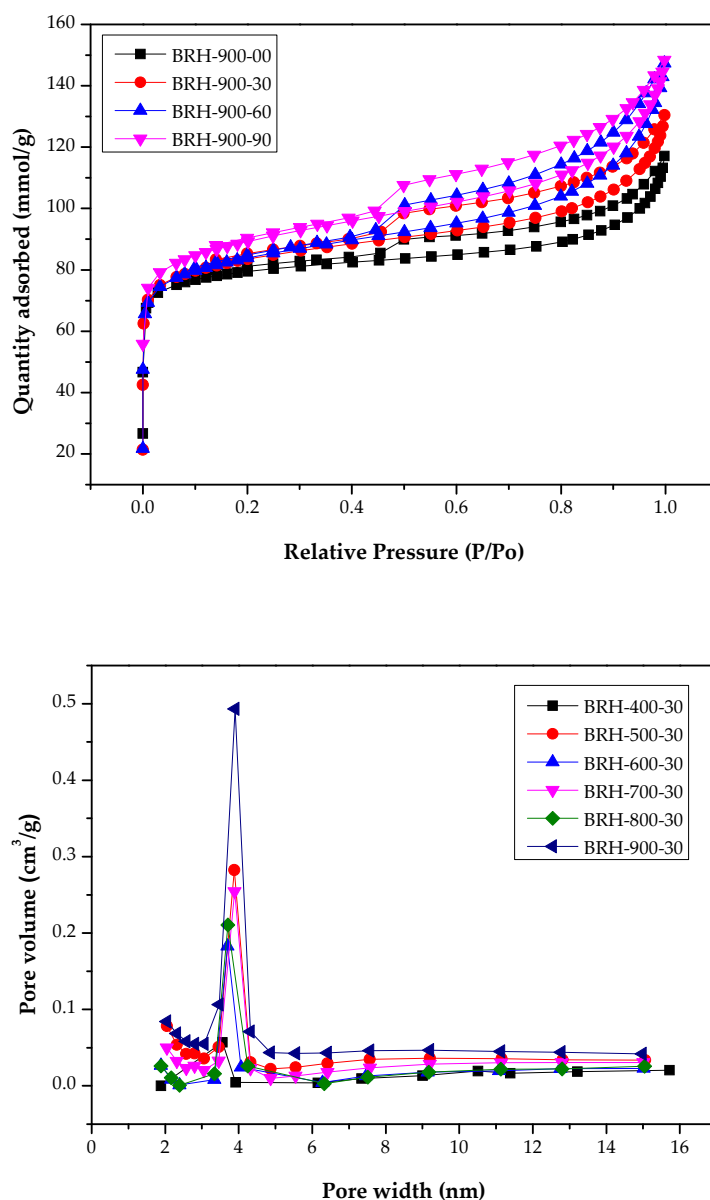 160
140
120
100
80
60
40
20
Quantity adsorbed (mmol/g)
BRH-900-00
BRH-900-30
BRH-900-60
BRH-900-90
0.0 0.2 0.4 0.6 0.8 1.0
Relative Pressure (P/Po)
0.5
0.4
0.3
0.2
0.1
0.0
Pore volume (cm³/g)
BRH-400-30
BRH-500-30
BRH-600-30
BRH-700-30
BRH-800-30
BRH-900-30
0 2 4 6 8 10 12 14 16
Pore width (nm)